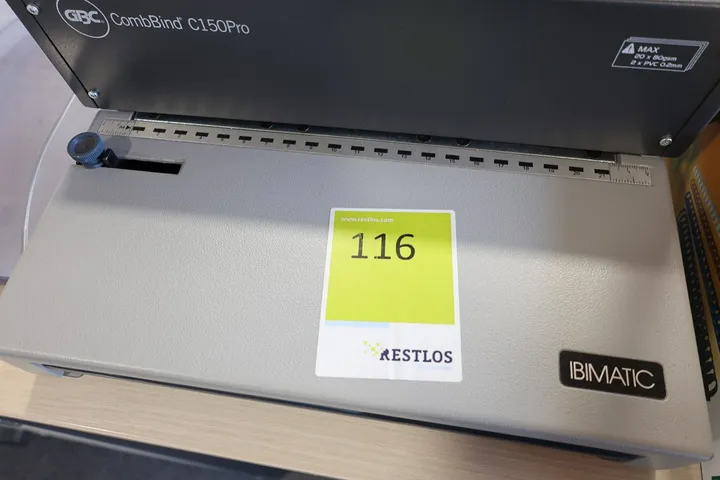 GBC CombBind® C150Pro
MAX
20 x 80gsm
2 x PVC 0.2mm
www.restlos.com
116
RESTLOS
IBIMATIC